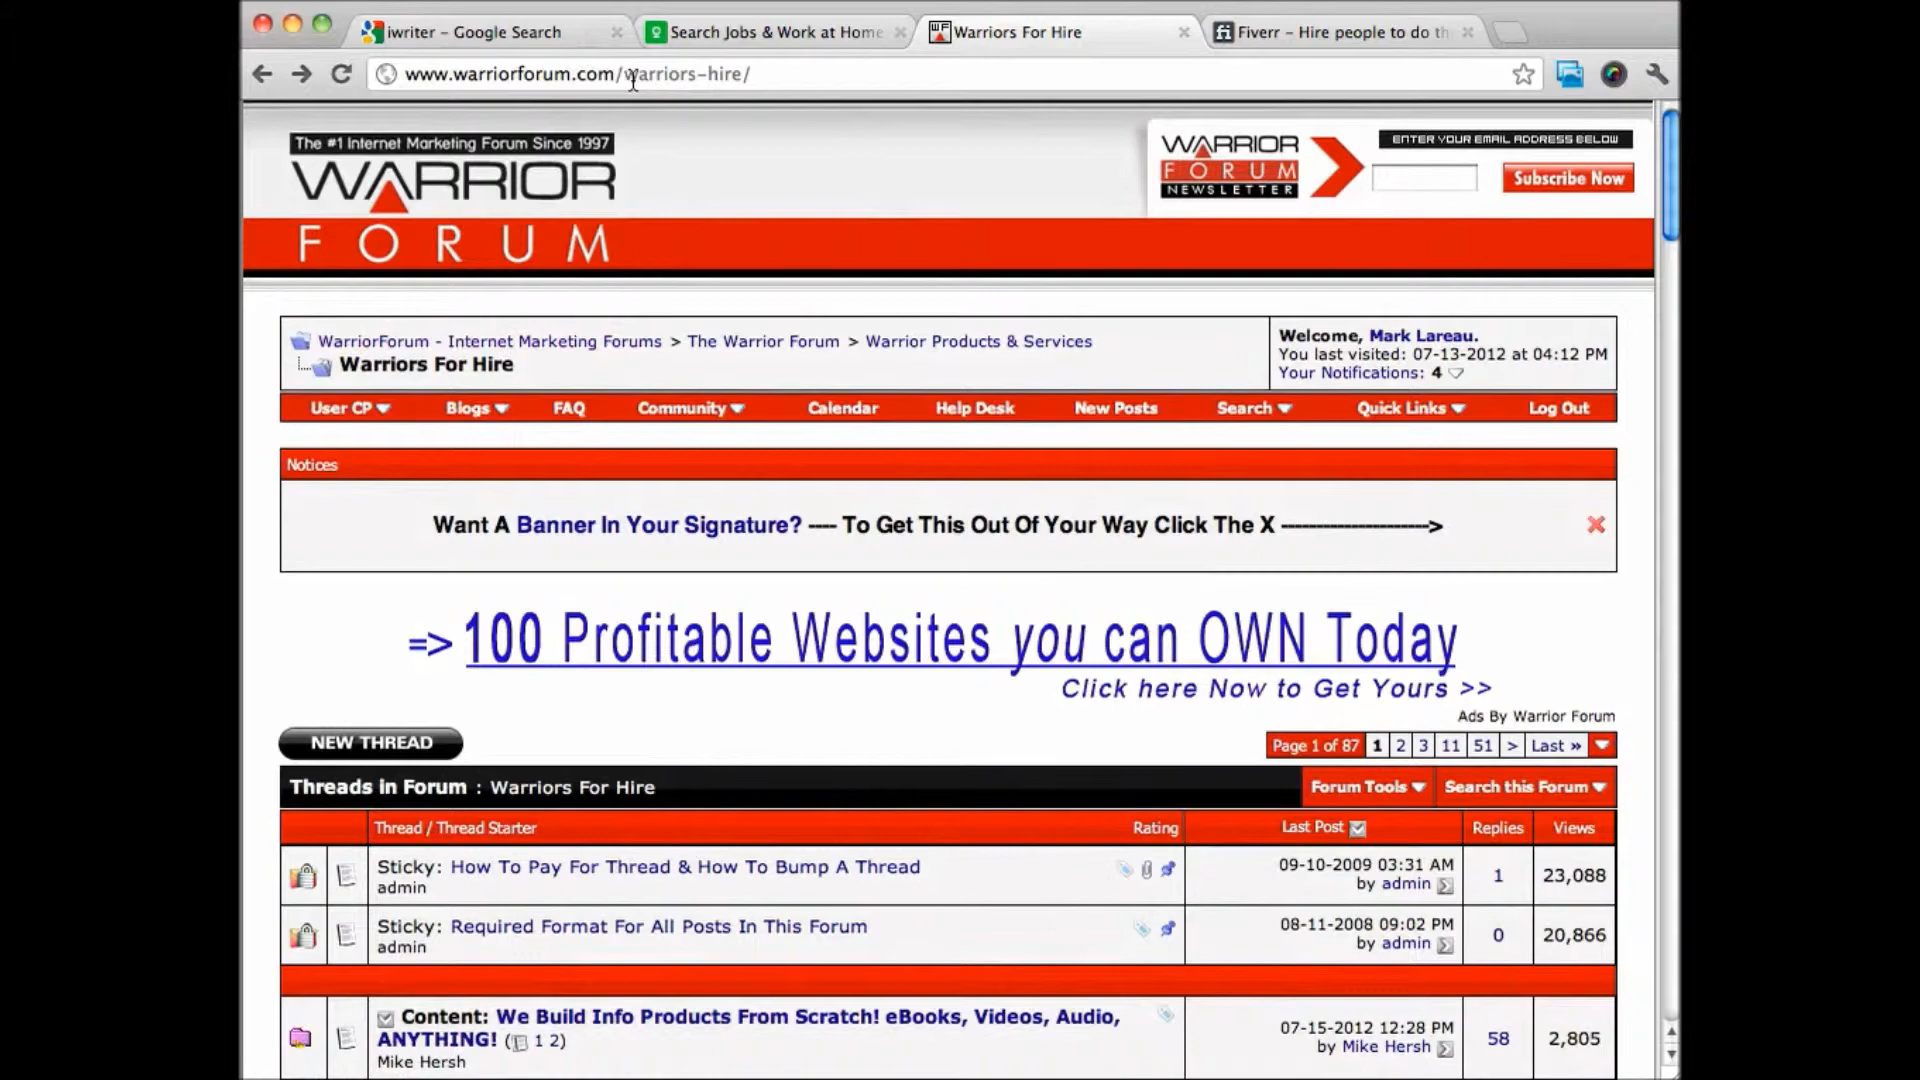 iwriter – Google Search
Search Jobs & Work at Home
Warriors For Hire
Fiverr – Hire people to do th
www.warriorforum.com/warriors-hire/
The #1 Internet Marketing Forum Since 1997
WARRIOR
FORUM
WARRIOR
FORUM
NEWSLETTER
ENTER YOUR EMAIL ADDRESS BELOW
Subscribe Now
WarriorForum - Internet Marketing Forums > The Warrior Forum > Warrior Products & Services
Warriors For Hire
Welcome, Mark Lareau.
You last visited: 07-13-2012 at 04:12 PM
Your Notifications: 4
User CP Blogs FAQ Community Calendar Help Desk New Posts Search Quick Links Log Out
Notices
Want A Banner In Your Signature? ---- To Get This Out Of Your Way Click The X --------------------->
=> 100 Profitable Websites you can OWN Today
Click here Now to Get Yours >>
Ads By Warrior Forum
NEW THREAD
Page 1 of 87 1 2 3 11 51 > Last »
Threads in Forum : Warriors For Hire
Forum Tools Search this Forum
Thread / Thread Starter Rating Last Post Replies Views
Sticky: How To Pay For Thread & How To Bump A Thread
admin
09-10-2009 03:31 AM
by admin
1
23,088
Sticky: Required Format For All Posts In This Forum
admin
08-11-2008 09:02 PM
by admin
0
20,866
Content: We Build Info Products From Scratch! eBooks, Videos, Audio,
ANYTHING! ( 1 2)
Mike Hersh
07-15-2012 12:28 PM
by Mike Hersh
58
2,805